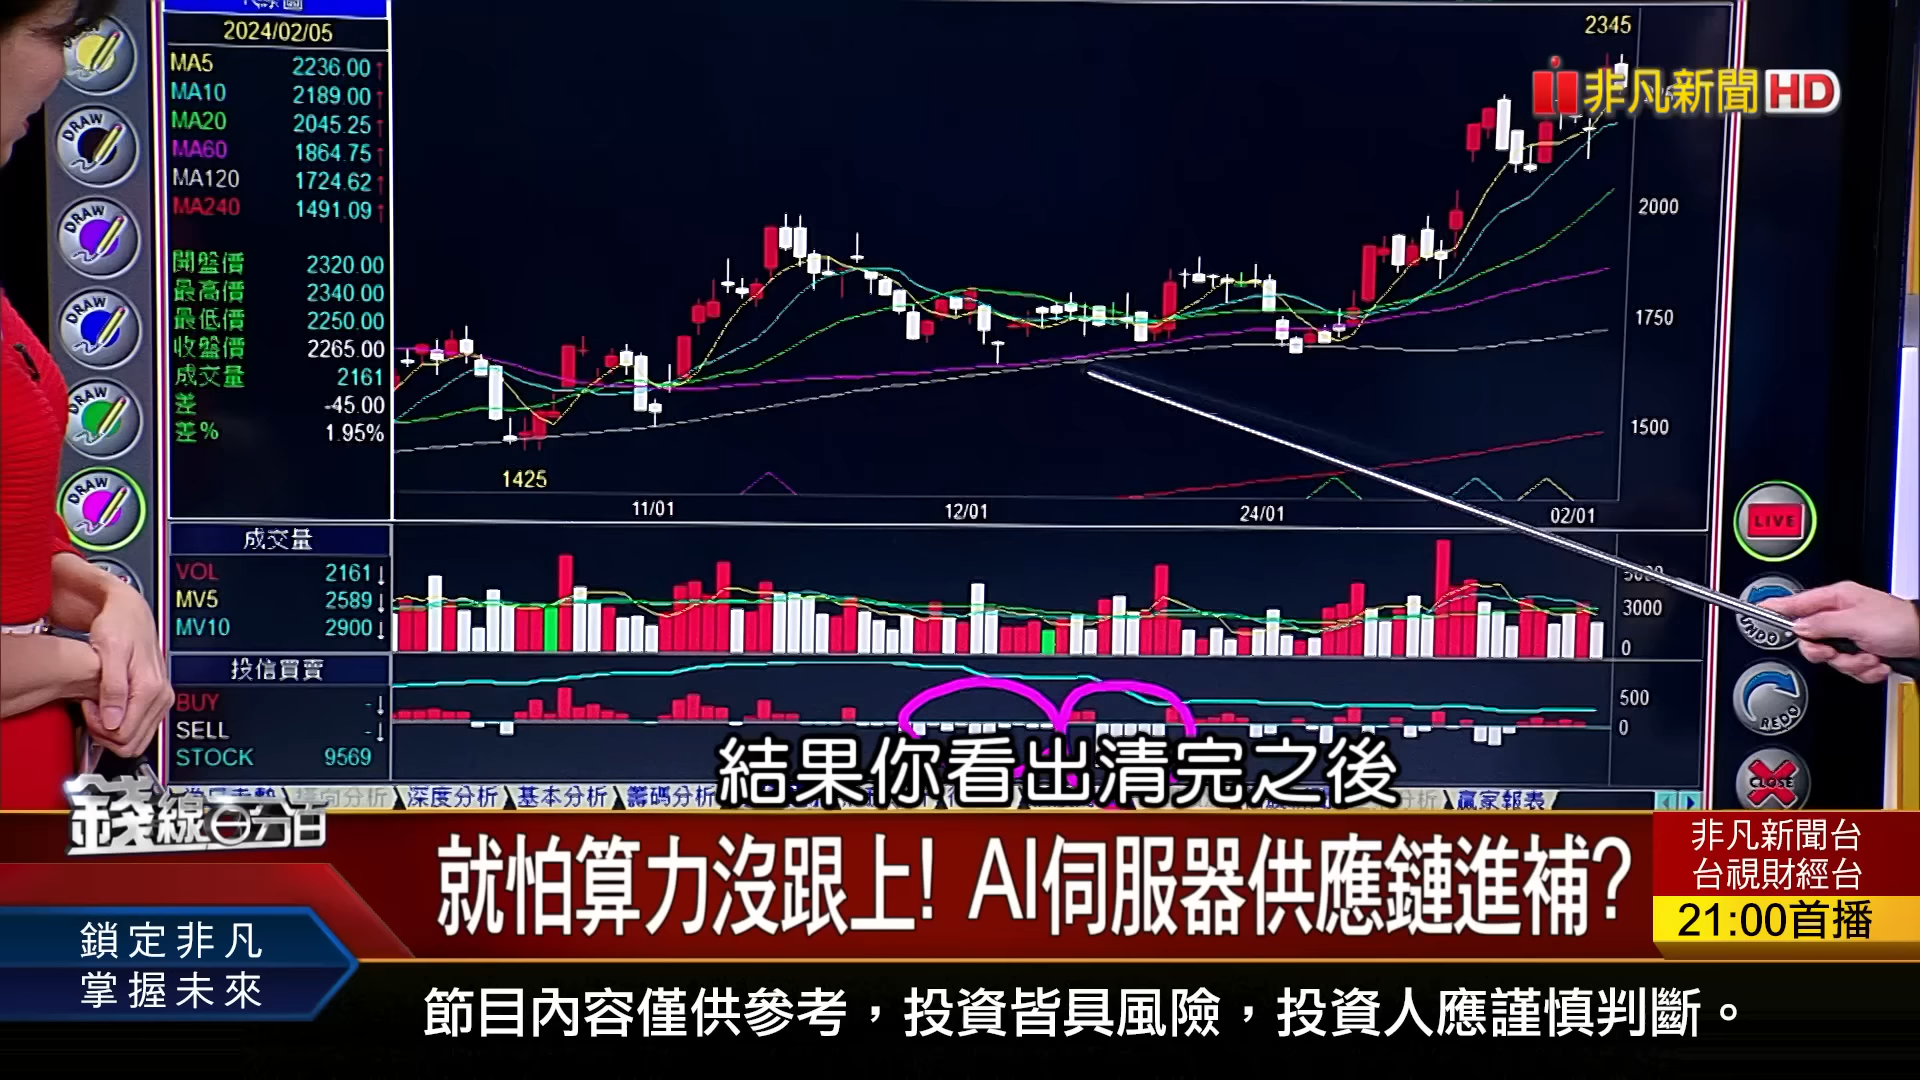 2024/02/05
MA5 2236.00↑
MA10 2189.00↑
MA20 2045.25↑
MA60 1864.75↑
MA120 1724.62↑
MA240 1491.09↑
開盤價 2320.00
最高價 2340.00
最低價 2250.00
收盤價 2265.00
成交量 2161
差 -45.00
差% 1.95%
DRAW
DRAW
DRAW
DRAW
DRAW
2345
非凡新聞HD
2000
1750
1500
1425
11/01 12/01 24/01 02/01
成交量
VOL 2161↓
MV5 2589↓
MV10 2900↓
3000
0
投信買賣
BUY -↓
SELL -↓
STOCK 9569
500
0
LIVE
UNDO
REDO
CLOSE
深度分析 基本分析 籌碼分析 贏家報表
結果你看出清完之後
錢線百分百
就怕算力沒跟上! AI伺服器供應鏈進補?
非凡新聞台
台視財經台
21:00首播
鎖定非凡
掌握未來
節目內容僅供參考，投資皆具風險，投資人應謹慎判斷。